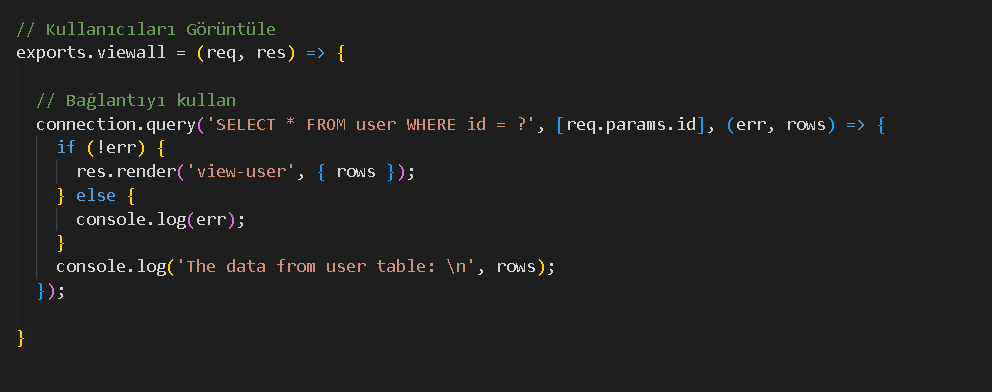 // Kullanıcıları Görüntüle
exports.viewall = (req, res) => {
// Bağlantıyı kullan
connection.query('SELECT * FROM user WHERE id = ?', [req.params.id], (err, rows) => {
if (!err) {
res.render('view-user', { rows });
} else {
console.log(err);
}
console.log('The data from user table: \n', rows);
});
}